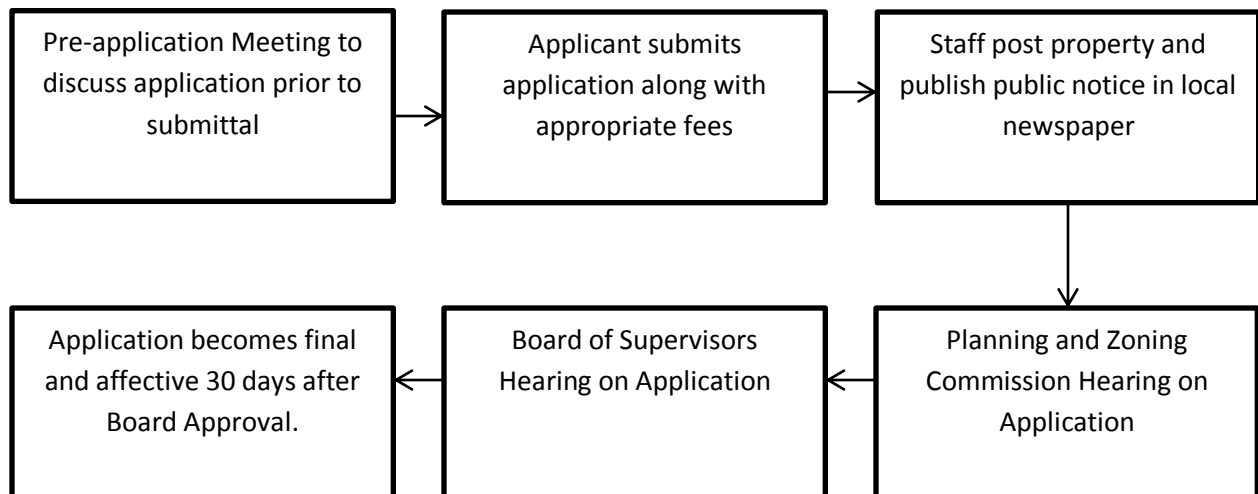 Pre-application Meeting to
discuss application prior to
submittal
Applicant submits
application along with
appropriate fees
Staff post property and
publish public notice in local
newspaper
Planning and Zoning
Commission Hearing on
Application
Board of Supervisors
Hearing on Application
Application becomes final
and affective 30 days after
Board Approval.